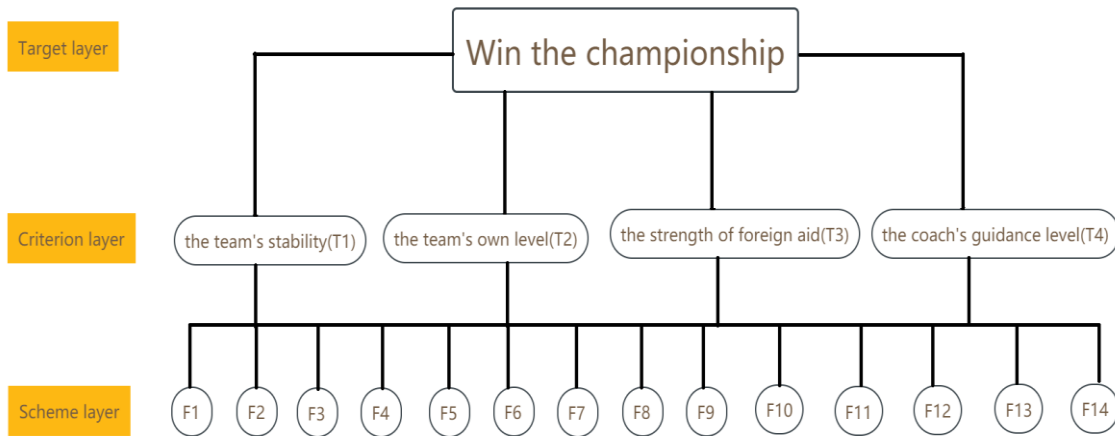 Target layer
Win the championship
Criterion layer
the team's stability(T1)
the team's own level(T2)
the strength of foreign aid(T3)
the coach's guidance level(T4)
Scheme layer
F1
F2
F3
F4
F5
F6
F7
F8
F9
F10
F11
F12
F13
F14